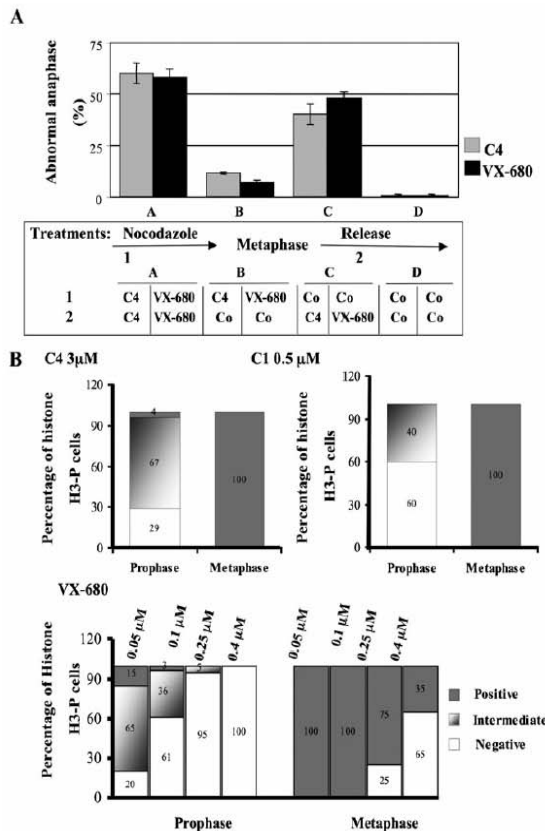 A
Abnormal anaphase
(%)
75
50
25
0
A B C D
C4
VX-680
Treatments: Nocodazole Metaphase Release
1 2
A B C D
1 C4 VX-680 C4 VX-680 Co Co Co Co
2 C4 VX-680 Co Co C4 VX-680 Co Co
B C4 3μM C1 0.5 μM
Percentage of histone
H3-P cells
120
90
60
30
0
4
67
29
100
Prophase Metaphase
Percentage of histone
H3-P cells
120
90
60
30
0
40
60
100
Prophase Metaphase
VX-680
0.05 μM 0.1 μM 0.25 μM 0.4 μM 0.05 μM 0.1 μM 0.25 μM 0.4 μM
Percentage of Histone
H3-P cells
120
90
60
30
0
15
65
20
36
61
5
95
100
100
100
75
25
35
65
Positive
Intermediate
Negative
Prophase Metaphase